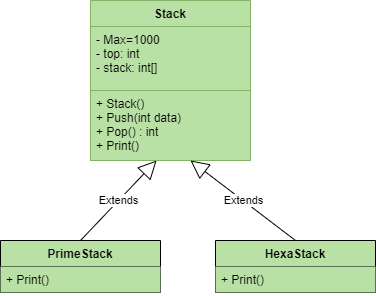 Stack
- Max=1000
- top: int
- stack: int[]
+ Stack()
+ Push(int data)
+ Pop() : int
+ Print()
Extends
Extends
PrimeStack
+ Print()
HexaStack
+ Print()